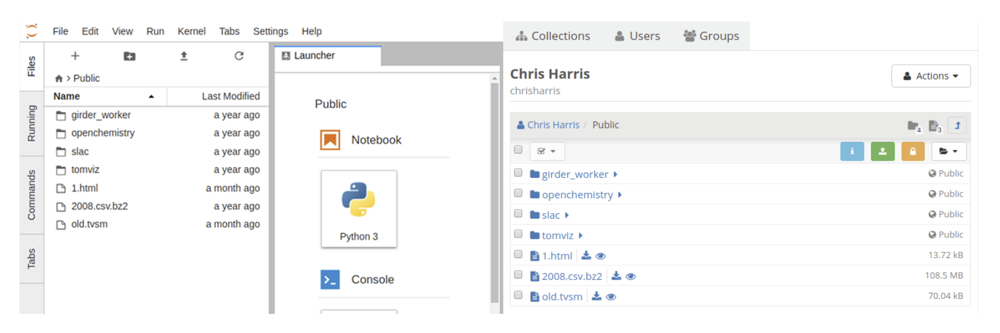 File Edit View Run Kernel Tabs Settings Help
Files
Running
Commands
Tabs
> Public
Name Last Modified
girder_worker a year ago
openchemistry a year ago
slac a year ago
tomviz a year ago
1.html a month ago
2008.csv.bz2 a year ago
old.tvsm a month ago
Launcher
Public
Notebook
Python 3
Console
Collections Users Groups
Chris Harris
chrisharris
Actions
Chris Harris / Public 4 3
girder_worker Public
openchemistry Public
slac Public
tomviz Public
1.html 13.72 kB
2008.csv.bz2 108.5 MB
old.tvsm 70.04 kB